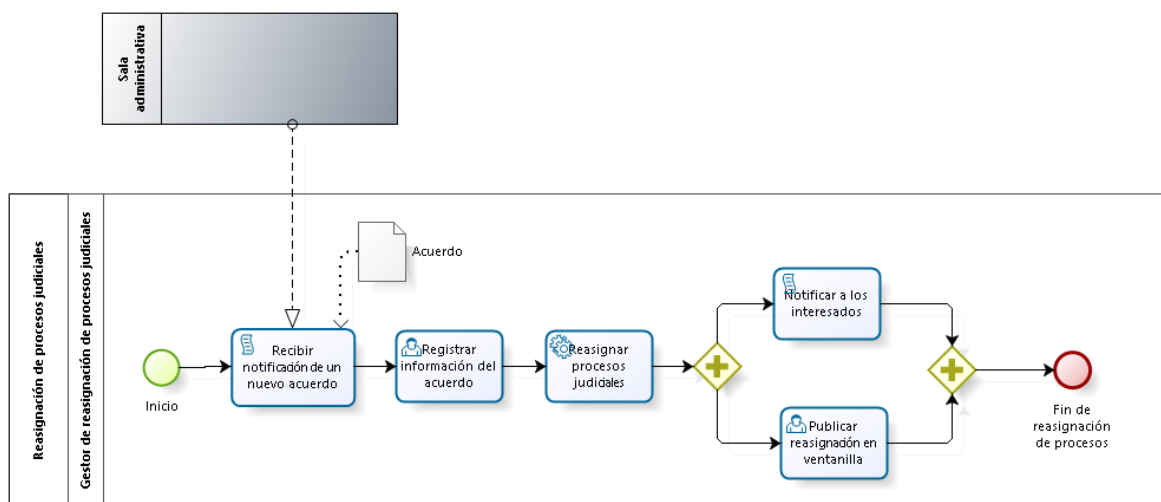 Sala
administrativa
Reasignación de procesos judiciales
Gestor de reasignación de procesos judiciales
Acuerdo
Inicio
Recibir
notificación de un
nuevo acuerdo
Registrar
información del
acuerdo
Reasignar
procesos
judiciales
Notificar a los
interesados
Publicar
reasignación en
ventanilla
Fin de
reasignación
de procesos